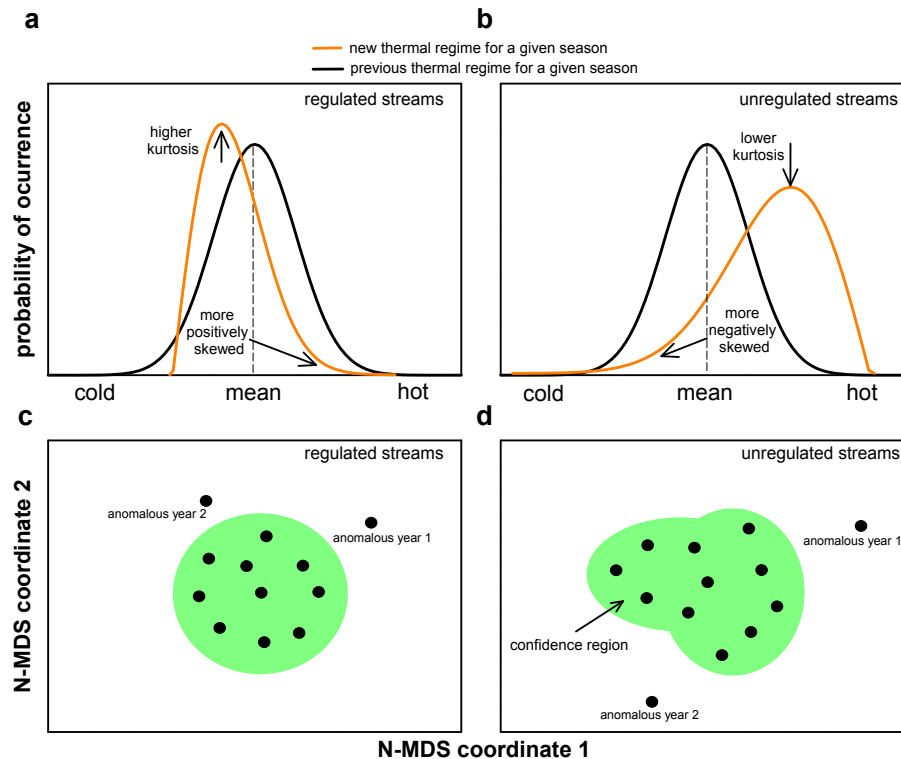 a
b
new thermal regime for a given season
previous thermal regime for a given season
probability of ocurrence
regulated streams
higher
kurtosis
more
positively
skewed
cold
mean
hot
unregulated streams
lower
kurtosis
more
negatively
skewed
cold
mean
hot
c
d
N-MDS coordinate 2
regulated streams
anomalous year 2
anomalous year 1
unregulated streams
anomalous year 1
confidence region
anomalous year 2
N-MDS coordinate 1